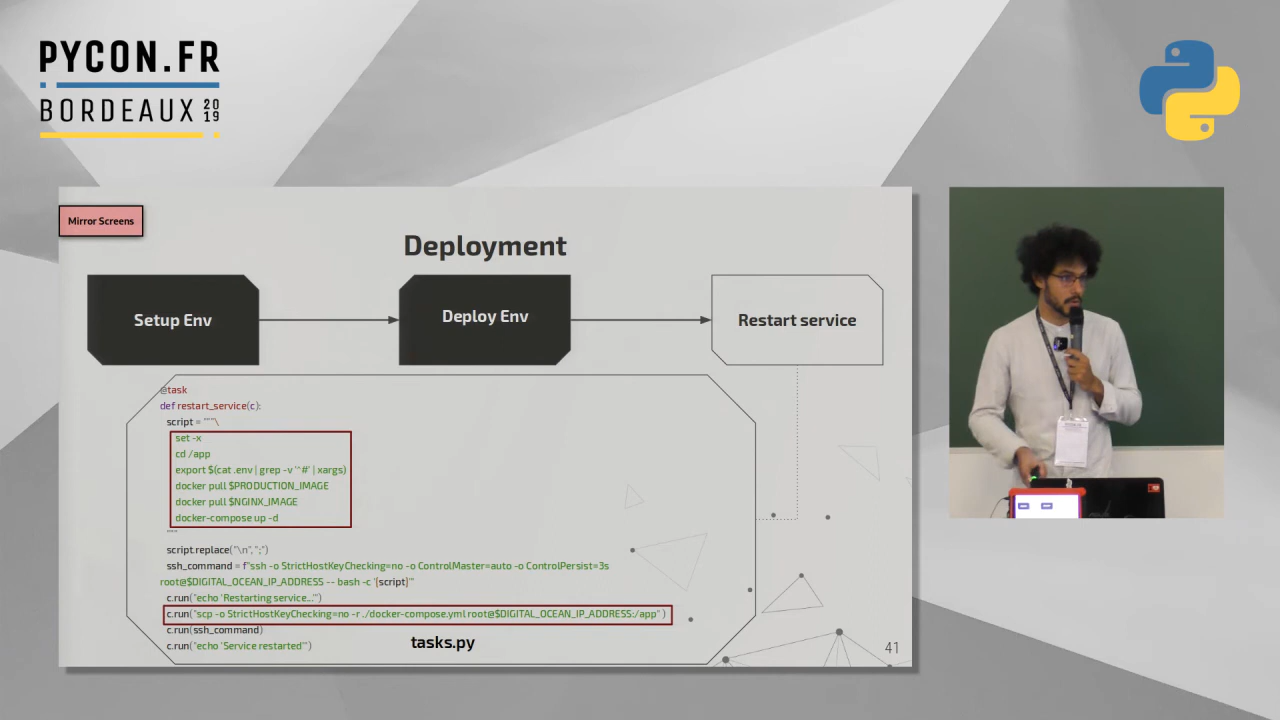 PYCON.FR
BORDEAUX 2019
Mirror Screens
Deployment
Setup Env
Deploy Env
Restart service
@task
def restart_service(c):
script = """\
set -x
cd /app
export $(cat .env | grep -v '^#' | xargs)
docker pull $PRODUCTION_IMAGE
docker pull $NGINX_IMAGE
docker-compose up -d
"""
script.replace("\n", ";")
ssh_command = f"ssh -o StrictHostKeyChecking=no -o ControlMaster=auto -o ControlPersist=3s
root@$DIGITAL_OCEAN_IP_ADDRESS -- bash -c '{script}'"
c.run("echo 'Restarting service...'")
c.run("scp -o StrictHostKeyChecking=no -r ./docker-compose.yml root@$DIGITAL_OCEAN_IP_ADDRESS:/app" )
c.run(ssh_command)
c.run("echo 'Service restarted'")
tasks.py
41